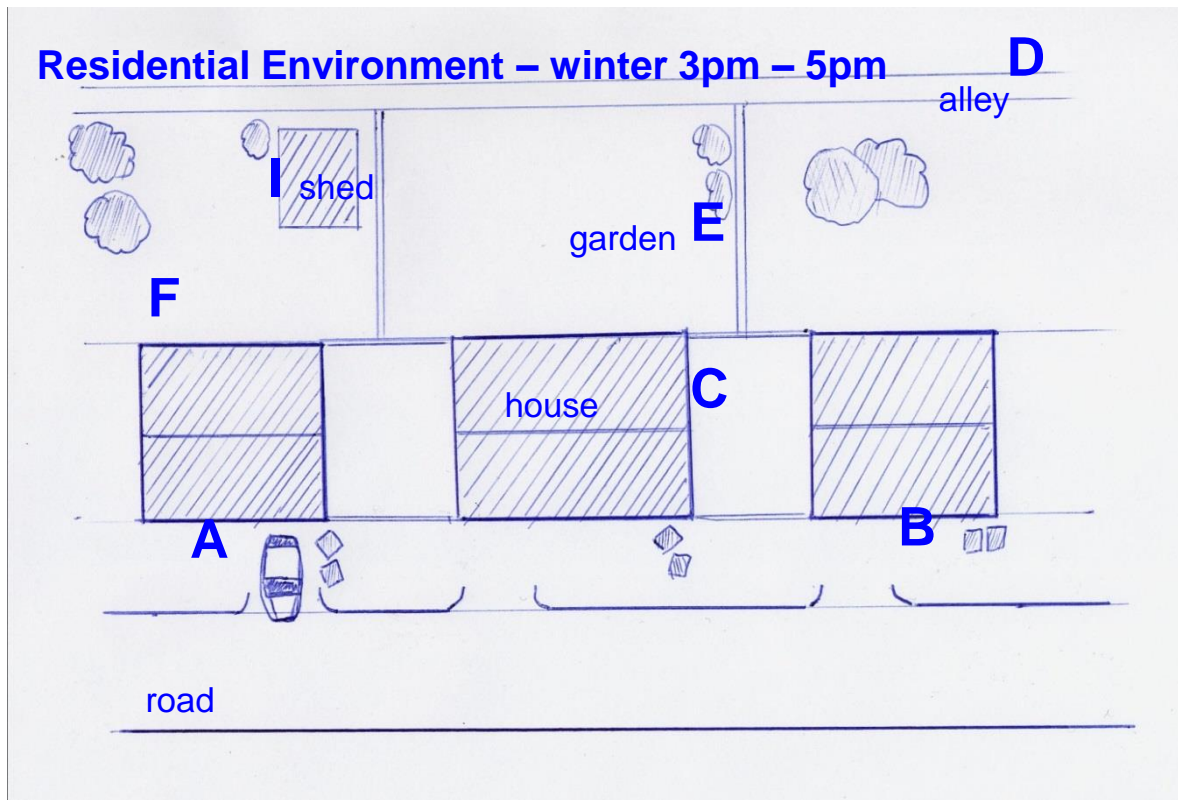 Residential Environment – winter 3pm – 5pm
D
alley
I
shed
E
garden
F
C
house
A
B
road